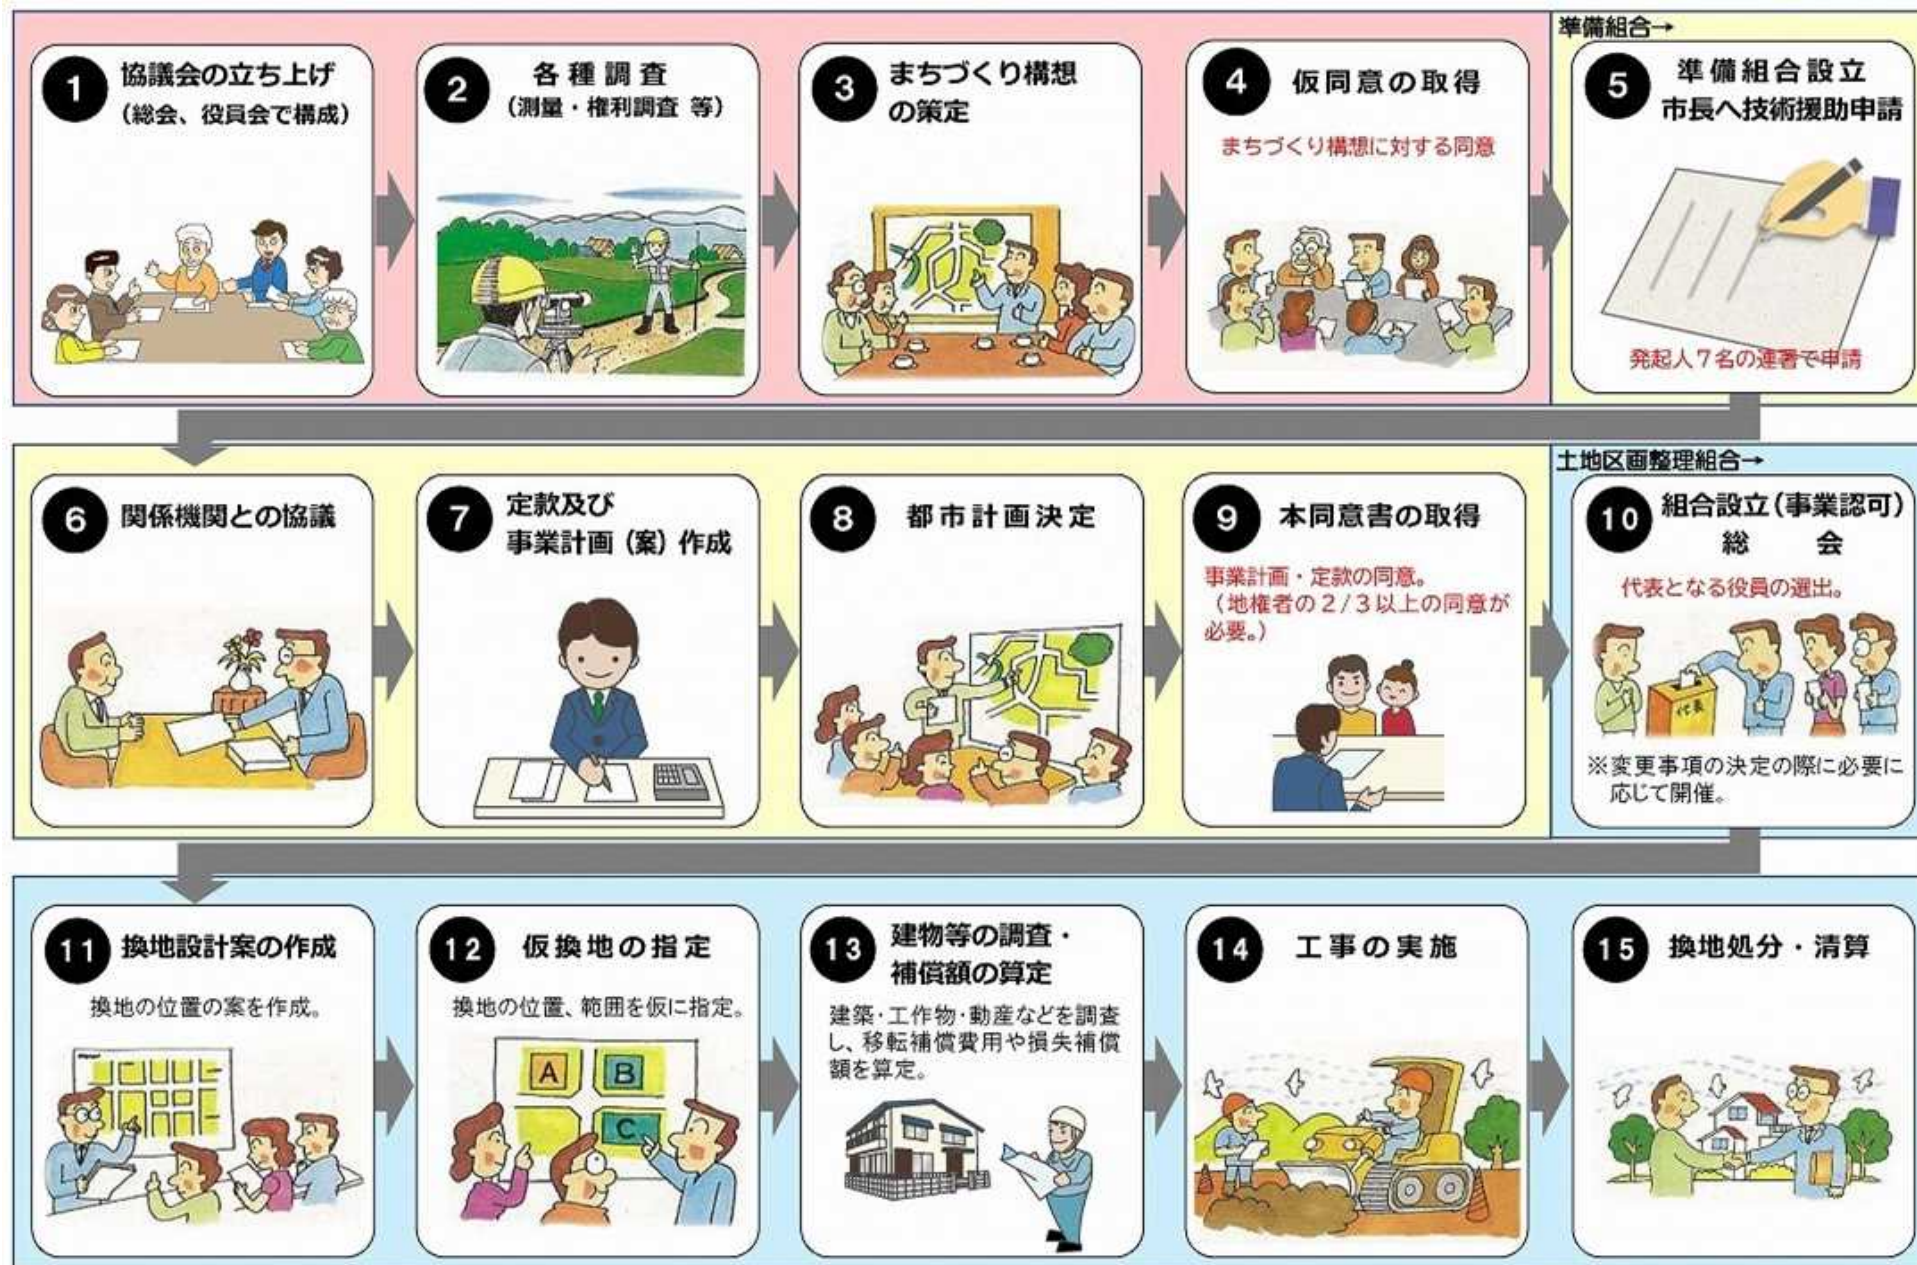 準備組合→
1 協議会の立ち上げ
(総会、役員会で構成)
2 各種調査
(測量・権利調査 等)
3 まちづくり構想
の策定
4 仮同意の取得
まちづくり構想に対する同意
5 準備組合設立
市長へ技術援助申請
発起人7名の連署で申請
土地区画整理組合→
6 関係機関との協議
7 定款及び
事業計画(案)作成
8 都市計画決定
9 本同意書の取得
事業計画・定款の同意。
(地権者の2/3以上の同意が
必要。)
10 組合設立(事業認可)
総会
代表となる役員の選出。
代表
※変更事項の決定の際に必要に
応じて開催。
11 換地設計案の作成
換地の位置の案を作成。
12 仮換地の指定
換地の位置、範囲を仮に指定。
A B
C
13 建物等の調査・
補償額の算定
建築・工作物・動産などを調査
し、移転補償費用や損失補償
額を算定。
14 工事の実施
15 換地処分・清算